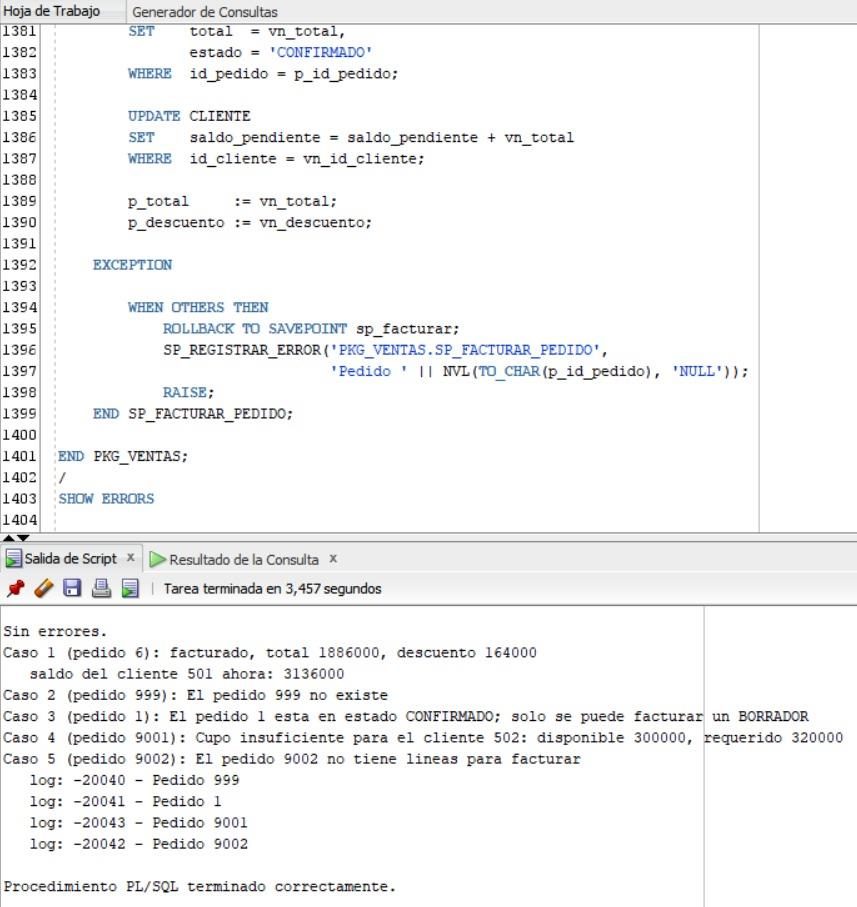 Hoja de Trabajo Generador de Consultas
1381 SET total = vn_total,
1382 estado = 'CONFIRMADO'
1383 WHERE id_pedido = p_id_pedido;
1384
1385 UPDATE CLIENTE
1386 SET saldo_pendiente = saldo_pendiente + vn_total
1387 WHERE id_cliente = vn_id_cliente;
1388
1389 p_total := vn_total;
1390 p_descuento := vn_descuento;
1391
1392 EXCEPTION
1393
1394 WHEN OTHERS THEN
1395 ROLLBACK TO SAVEPOINT sp_facturar;
1396 SP_REGISTRAR_ERROR('PKG_VENTAS.SP_FACTURAR_PEDIDO',
1397 'Pedido ' || NVL(TO_CHAR(p_id_pedido), 'NULL'));
1398 RAISE;
1399 END SP_FACTURAR_PEDIDO;
1400
1401 END PKG_VENTAS;
1402 /
1403 SHOW ERRORS
1404
Salida de Script x Resultado de la Consulta x
Tarea terminada en 3,457 segundos
Sin errores.
Caso 1 (pedido 6): facturado, total 1886000, descuento 164000
saldo del cliente 501 ahora: 3136000
Caso 2 (pedido 999): El pedido 999 no existe
Caso 3 (pedido 1): El pedido 1 esta en estado CONFIRMADO; solo se puede facturar un BORRADOR
Caso 4 (pedido 9001): Cupo insuficiente para el cliente 502: disponible 300000, requerido 320000
Caso 5 (pedido 9002): El pedido 9002 no tiene lineas para facturar
log: -20040 - Pedido 999
log: -20041 - Pedido 1
log: -20043 - Pedido 9001
log: -20042 - Pedido 9002
Procedimiento PL/SQL terminado correctamente.